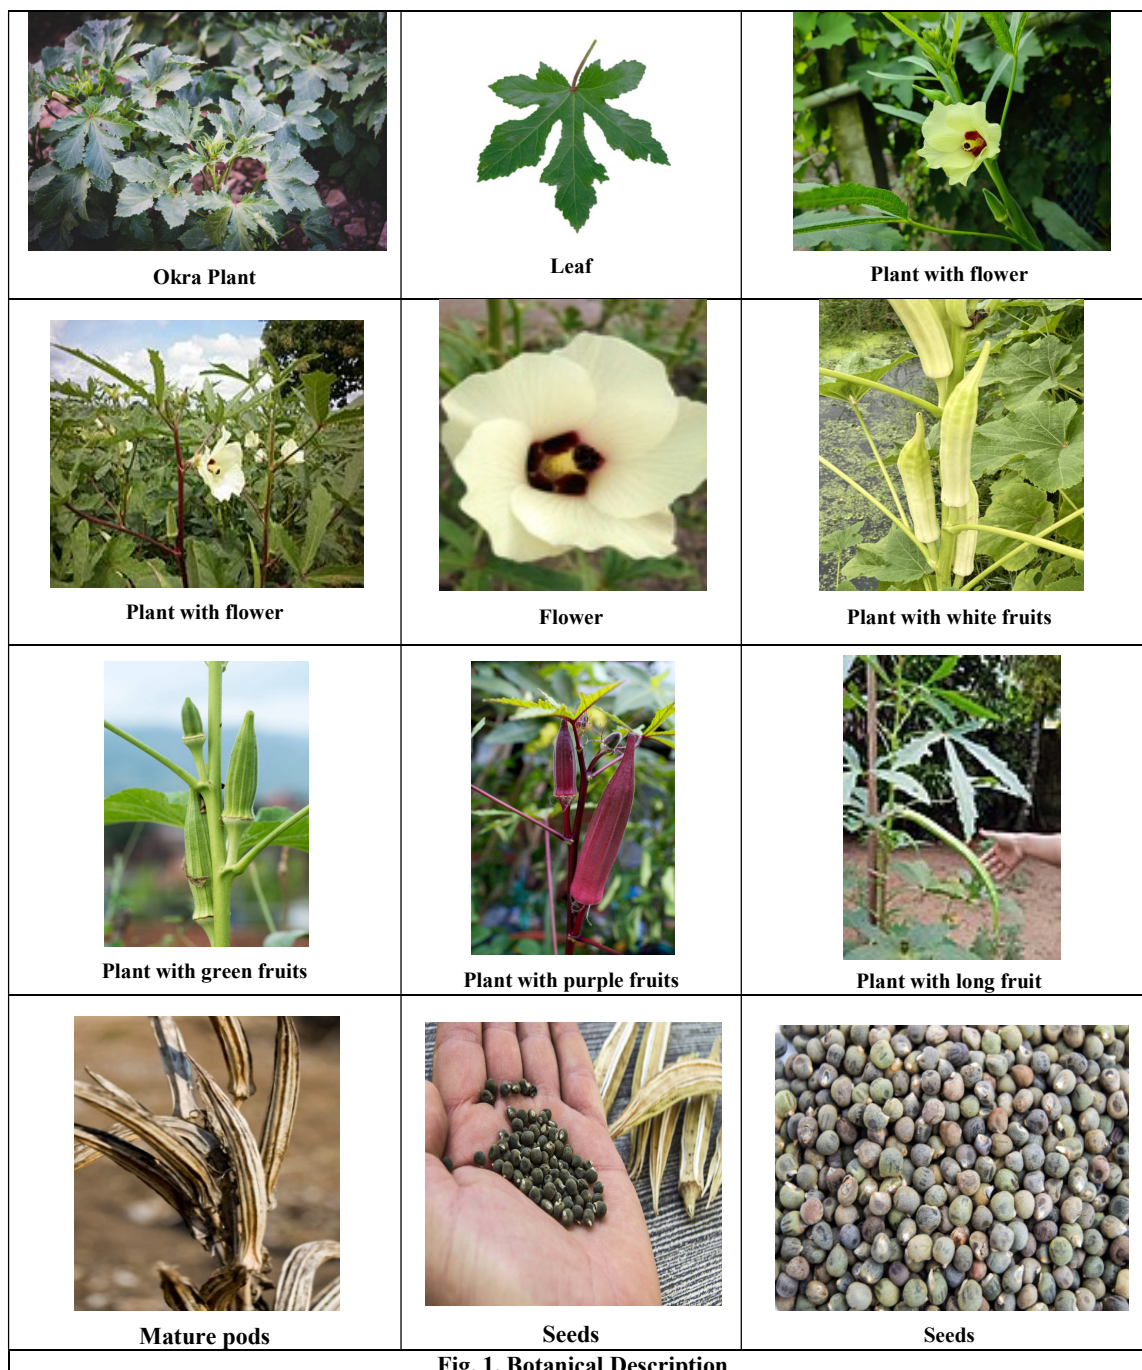 Okra Plant
Leaf
Plant with flower
Plant with flower
Flower
Plant with white fruits
Plant with green fruits
Plant with purple fruits
Plant with long fruit
Mature pods
Seeds
Seeds
Fig. 1. Botanical Description